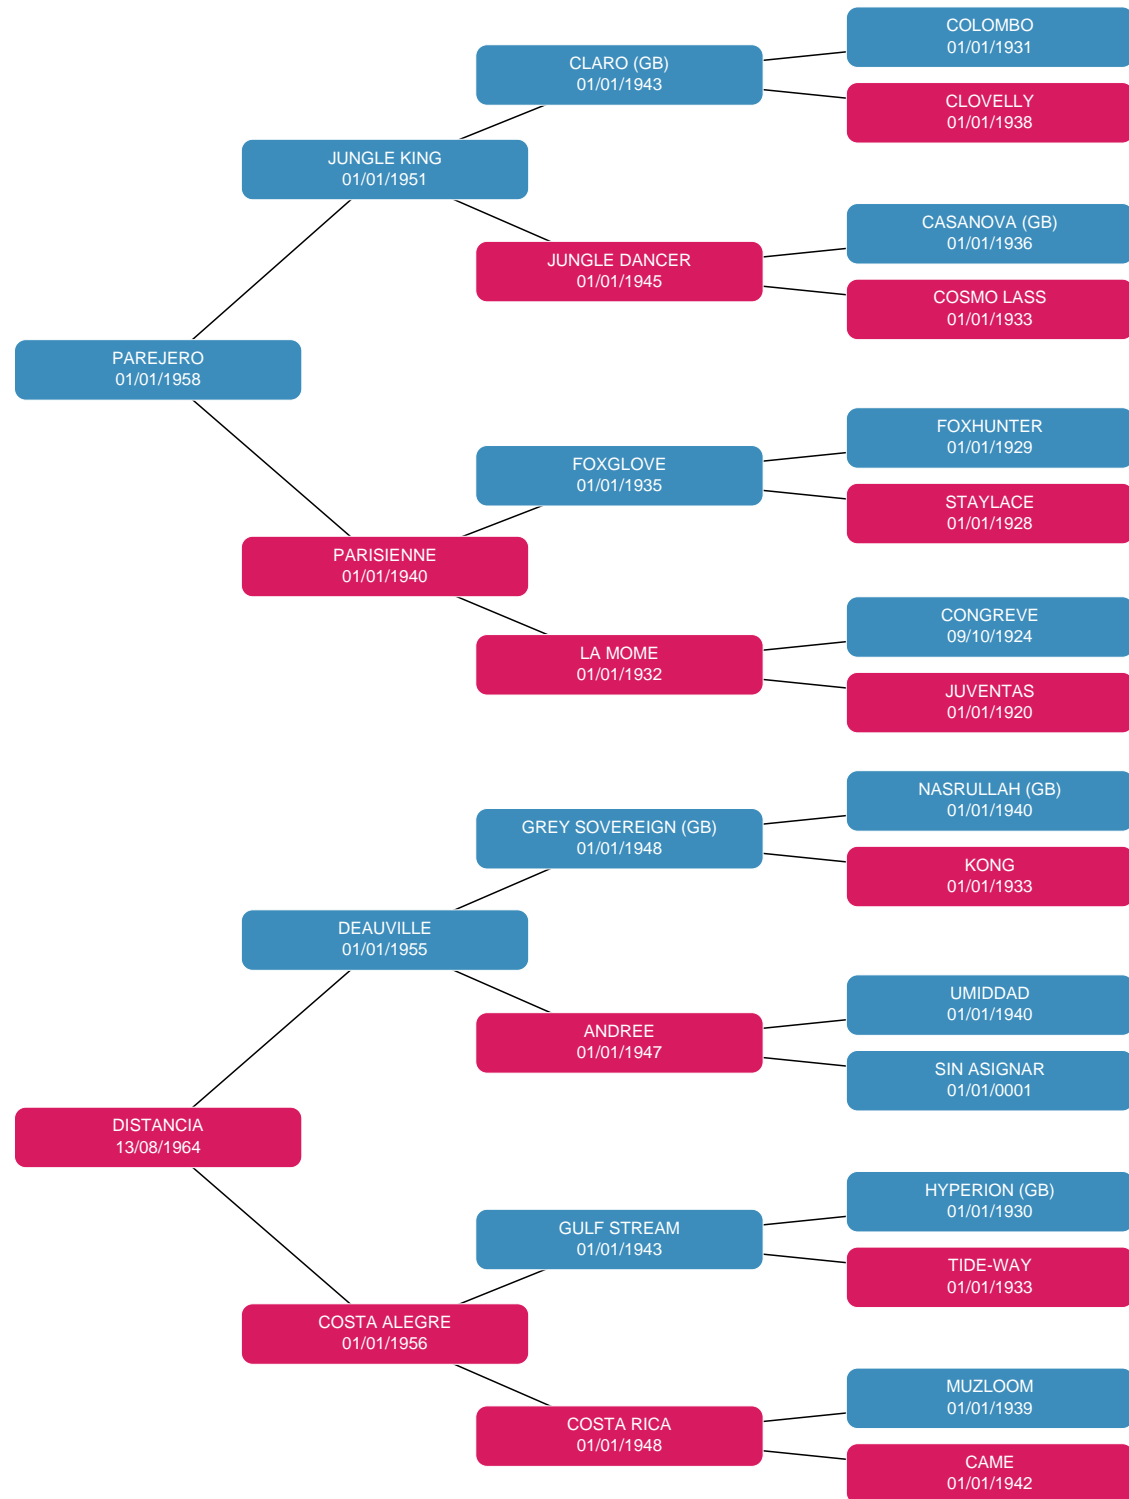 COLOMBO
01/01/1931
CLARO (GB)
01/01/1943
CLOVELLY
01/01/1938
JUNGLE KING
01/01/1951
CASANOVA (GB)
01/01/1936
JUNGLE DANCER
01/01/1945
COSMO LASS
01/01/1933
PAREJERO
01/01/1958
FOXHUNTER
01/01/1929
FOXGLOVE
01/01/1935
STAYLACE
01/01/1928
PARISIENNE
01/01/1940
CONGREVE
09/10/1924
LA MOME
01/01/1932
JUVENTAS
01/01/1920
NASRULLAH (GB)
01/01/1940
GREY SOVEREIGN (GB)
01/01/1948
KONG
01/01/1933
DEAUVILLE
01/01/1955
UMIDDAD
01/01/1940
ANDREE
01/01/1947
SIN ASIGNAR
01/01/0001
DISTANCIA
13/08/1964
HYPERION (GB)
01/01/1930
GULF STREAM
01/01/1943
TIDE-WAY
01/01/1933
COSTA ALEGRE
01/01/1956
MUZLOOM
01/01/1939
COSTA RICA
01/01/1948
CAME
01/01/1942